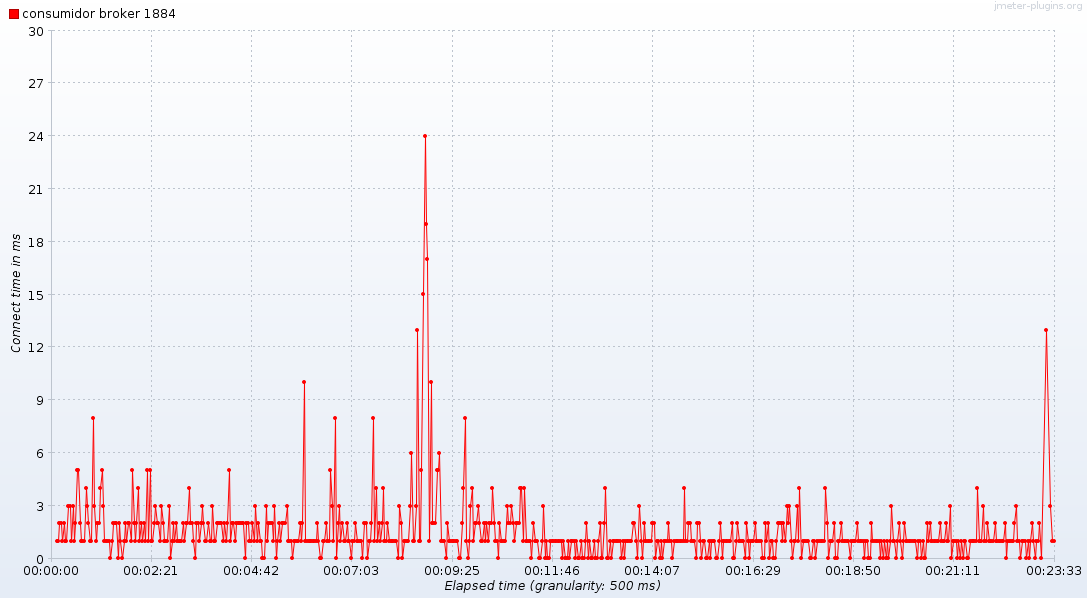 consumidor broker 1884
jmeter-plugins.org
30
27
24
21
18
15
12
9
6
3
0
Connect time in ms
00:00:00 00:02:21 00:04:42 00:07:03 00:09:25 00:11:46 00:14:07 00:16:29 00:18:50 00:21:11 00:23:33
Elapsed time (granularity: 500 ms)